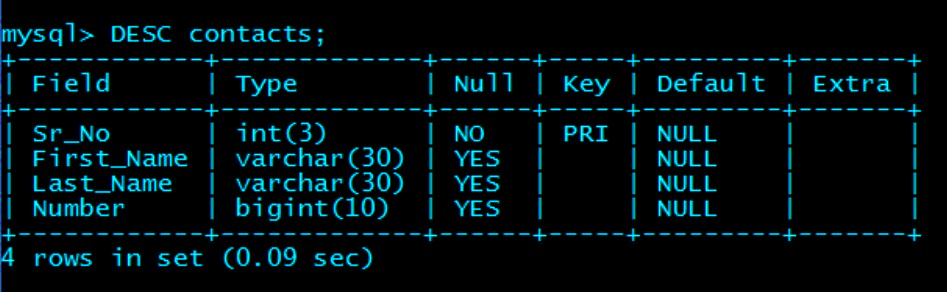 mysql> DESC contacts;
+------------+-------------+------+-----+---------+-------+
| Field      | Type        | Null | Key | Default | Extra |
+------------+-------------+------+-----+---------+-------+
| Sr_No      | int(3)      | NO   | PRI | NULL    |       |
| First_Name | varchar(30) | YES  |     | NULL    |       |
| Last_Name  | varchar(30) | YES  |     | NULL    |       |
| Number     | bigint(10)  | YES  |     | NULL    |       |
+------------+-------------+------+-----+---------+-------+
4 rows in set (0.09 sec)